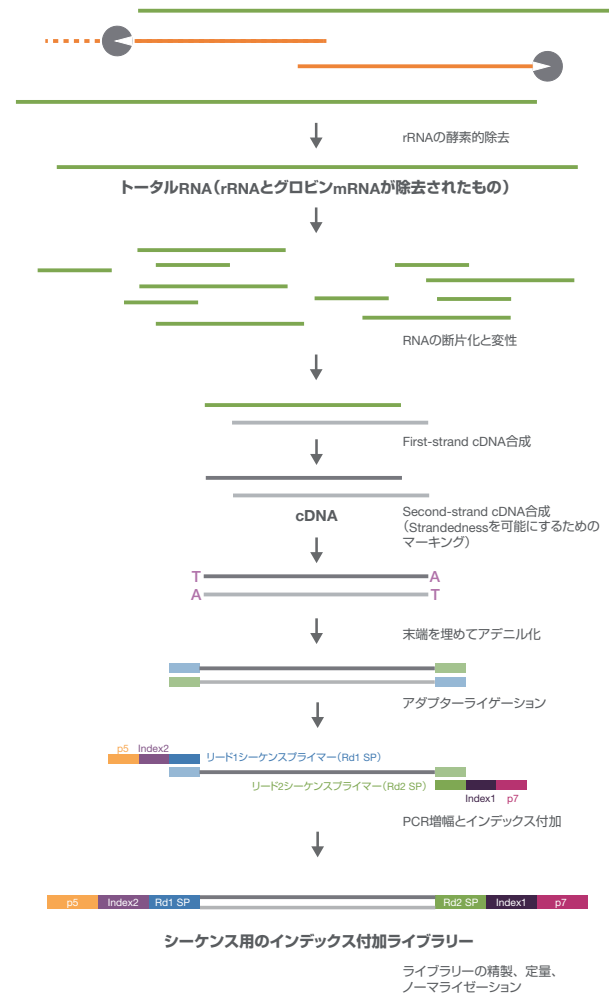 rRNAの酵素的除去
トータルRNA（rRNAとグロビンmRNAが除去されたもの）
RNAの断片化と変性
First-strand cDNA合成
cDNA
Second-strand cDNA合成
（Strandednessを可能にするための
マーキング）
T A
A T
末端を埋めてアデニル化
アダプターライゲーション
p5 Index2
リード1シーケンスプライマー（Rd1 SP）
リード2シーケンスプライマー（Rd2 SP）
Index1 p7
PCR増幅とインデックス付加
p5 Index2 Rd1 SP Rd2 SP Index1 p7
シーケンス用のインデックス付加ライブラリー
ライブラリーの精製、定量、
ノーマライゼーション